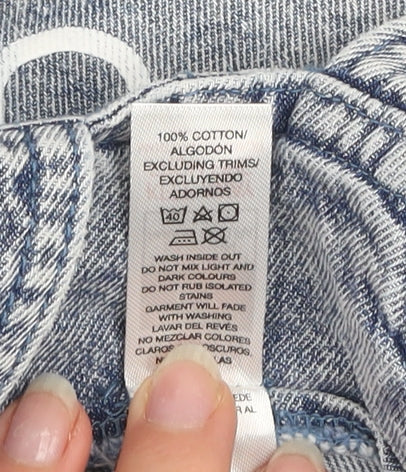 100% COTTON/
ALGODÓN
EXCLUDING TRIMS/
EXCLUYENDO
ADORNOS
40
WASH INSIDE OUT
DO NOT MIX LIGHT AND
DARK COLOURS
DO NOT RUB ISOLATED
STAINS
GARMENT WILL FADE
WITH WASHING
LAVAR DEL REVÉS
NO MEZCLAR COLORES
CLAROS OSCUROS